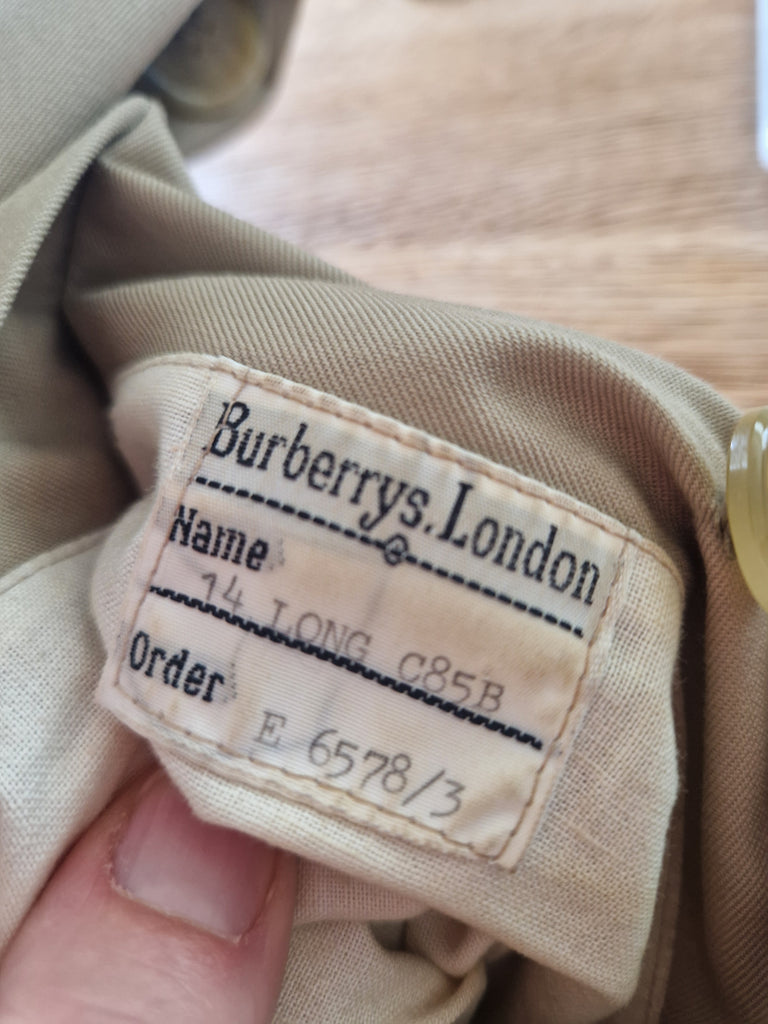 Burberrys.London
Name
14 LONG C85B
Order
E 6578/3